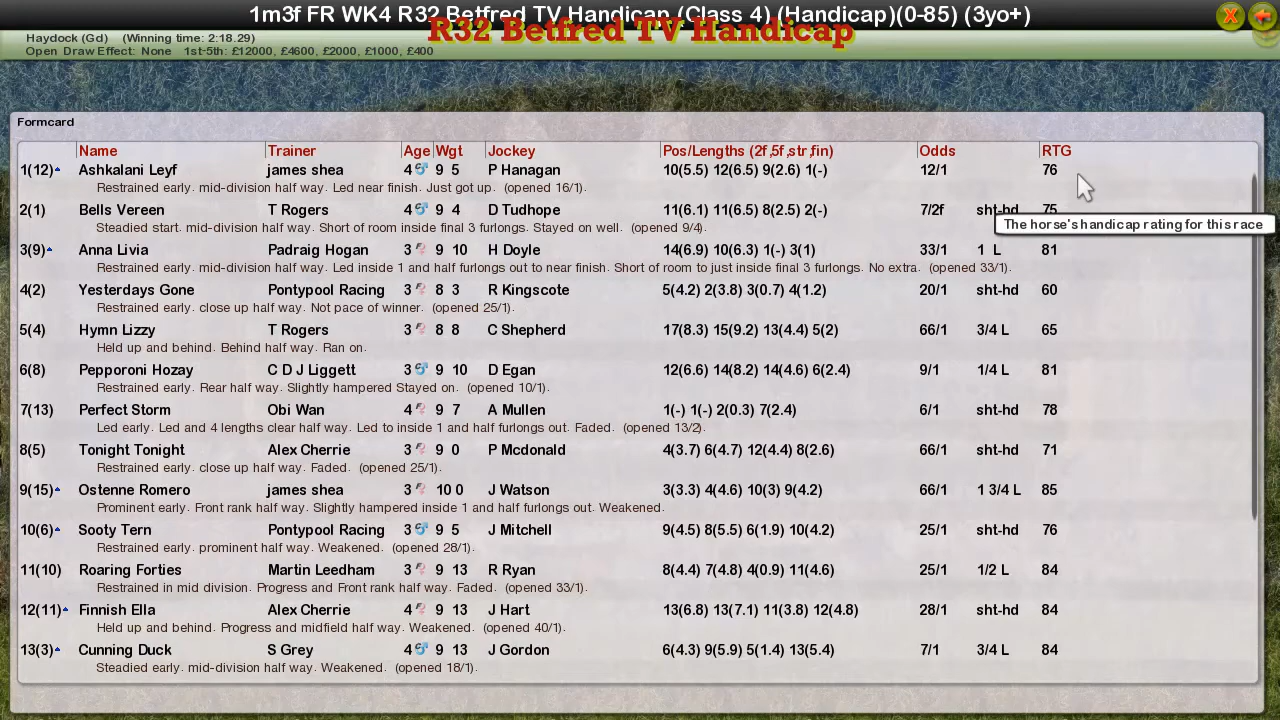 1m3f FR WK4 R32 Betfred TV Handicap (Class 4) (Handicap)(0-85) (3yo+)
R32 Betfred TV Handicap
Haydock (Gd) (Winning time: 2:18.29)
Open Draw Effect: None 1st-5th: £12000, £4600, £2000, £1000, £400
Formcard
Name Trainer Age Wgt Jockey Pos/Lengths (2f,5f,str,fin) Odds RTG
1(12) Ashkalani Leyf james shea 4 9 5 P Hanagan 10(5.5) 12(6.5) 9(2.6) 1(-) 12/1 76
Restrained early. mid-division half way. Led near finish. Just got up. (opened 16/1).
2(1) Bells Vereen T Rogers 4 9 4 D Tudhope 11(6.1) 11(6.5) 8(2.5) 2(-) 7/2f sht-hd 75
The horse's handicap rating for this race
Steadied start. mid-division half way. Short of room inside final 3 furlongs. Stayed on well. (opened 9/4).
3(9) Anna Livia Padraig Hogan 3 9 10 H Doyle 14(6.9) 10(6.3) 1(-) 3(1) 33/1 1 L 81
Restrained early. mid-division half way. Led inside 1 and half furlongs out to near finish. Short of room to just inside final 3 furlongs. No extra. (opened 33/1).
4(2) Yesterdays Gone Pontypool Racing 3 8 3 R Kingscote 5(4.2) 2(3.8) 3(0.7) 4(1.2) 20/1 sht-hd 60
Restrained early. close up half way. Not pace of winner. (opened 25/1).
5(4) Hymn Lizzy T Rogers 3 8 8 C Shepherd 17(8.3) 15(9.2) 13(4.4) 5(2) 66/1 3/4 L 65
Held up and behind. Behind half way. Ran on.
6(8) Pepporoni Hozay C D J Liggett 3 9 10 D Egan 12(6.6) 14(8.2) 14(4.6) 6(2.4) 9/1 1/4 L 81
Restrained early. Rear half way. Slightly hampered Stayed on. (opened 10/1).
7(13) Perfect Storm Obi Wan 4 9 7 A Mullen 1(-) 1(-) 2(0.3) 7(2.4) 6/1 sht-hd 78
Led early. Led and 4 lengths clear half way. Led to inside 1 and half furlongs out. Faded. (opened 13/2).
8(5) Tonight Tonight Alex Cherrie 3 9 0 P Mcdonald 4(3.7) 6(4.7) 12(4.4) 8(2.6) 66/1 sht-hd 71
Restrained early. close up half way. Faded. (opened 25/1).
9(15) Ostenne Romero james shea 3 10 0 J Watson 3(3.3) 4(4.6) 10(3) 9(4.2) 66/1 1 3/4 L 85
Prominent early. Front rank half way. Slightly hampered inside 1 and half furlongs out. Weakened.
10(6) Sooty Tern Pontypool Racing 3 9 5 J Mitchell 9(4.5) 8(5.5) 6(1.9) 10(4.2) 25/1 sht-hd 76
Restrained early. prominent half way. Weakened. (opened 28/1).
11(10) Roaring Forties Martin Leedham 3 9 13 R Ryan 8(4.4) 7(4.8) 4(0.9) 11(4.6) 25/1 1/2 L 84
Restrained in mid division. Progress and Front rank half way. Faded. (opened 33/1).
12(11) Finnish Ella Alex Cherrie 4 9 13 J Hart 13(6.8) 13(7.1) 11(3.8) 12(4.8) 28/1 sht-hd 84
Held up and behind. Progress and midfield half way. Weakened. (opened 40/1).
13(3) Cunning Duck S Grey 4 9 13 J Gordon 6(4.3) 9(5.9) 5(1.4) 13(5.4) 7/1 3/4 L 84
Steadied early. mid-division half way. Weakened. (opened 18/1).